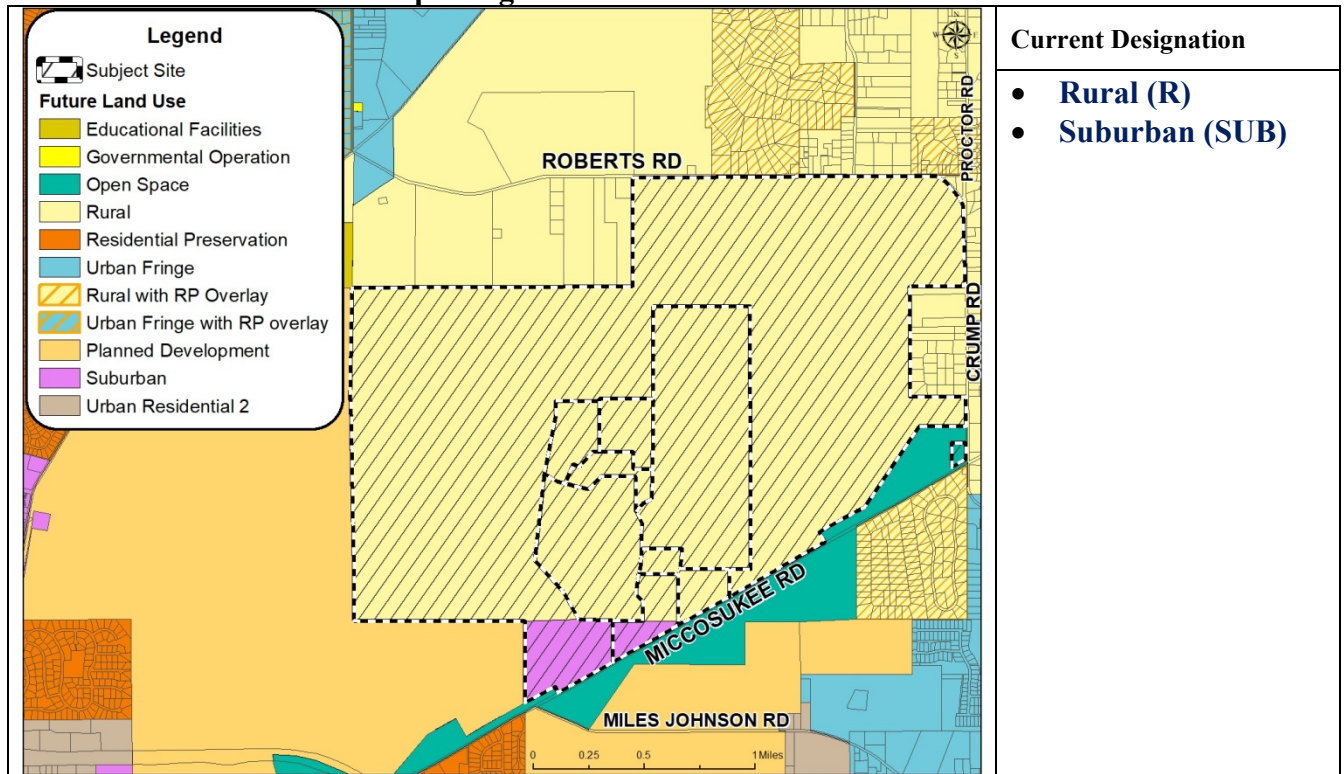 Legend
Subject Site
Future Land Use
Educational Facilities
Governmental Operation
Open Space
Rural
Residential Preservation
Urban Fringe
Rural with RP Overlay
Urban Fringe with RP overlay
Planned Development
Suburban
Urban Residential 2
N
W E
S
ROBERTS RD
PROCTOR RD
CRUMP RD
MICCOSUKEE RD
MILES JOHNSON RD
0 0.25 0.5 1 Miles
Current Designation
• Rural (R)
• Suburban (SUB)